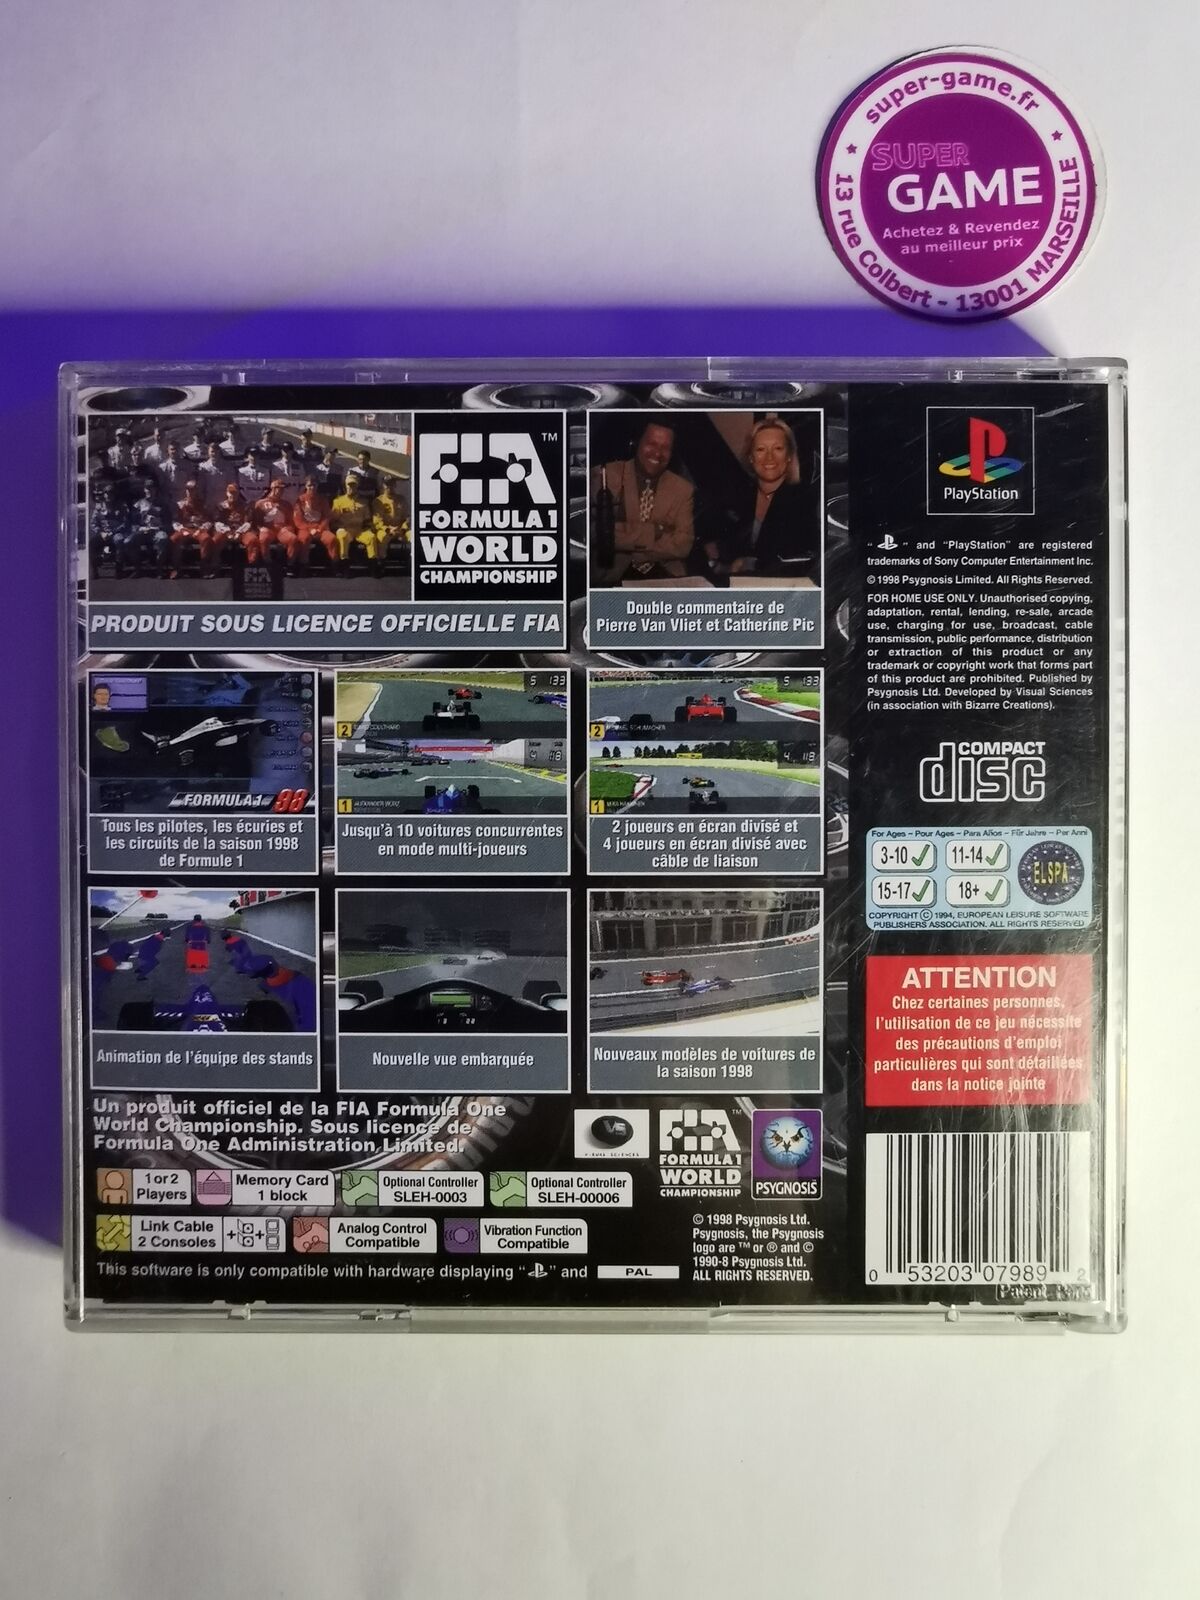 super-game.fr
SUPER
GAME
Achetez & Revendez
au meilleur prix
13 rue Colbert - 13001 MARSEILLE
FIA™
FORMULA 1
WORLD
CHAMPIONSHIP
PRODUIT SOUS LICENCE OFFICIELLE FIA
Double commentaire de
Pierre Van Vliet et Catherine Pic
PlayStation
" " and "PlayStation" are registered
trademarks of Sony Computer Entertainment Inc.
© 1998 Psygnosis Limited. All Rights Reserved.
FOR HOME USE ONLY. Unauthorised copying,
adaptation, rental, lending, re-sale, arcade
use, charging for use, broadcast, cable
transmission, public performance, distribution
or extraction of this product or any
trademark or copyright work that forms part
of this product are prohibited. Published by
Psygnosis Ltd. Developed by Visual Sciences
(in association with Bizarre Creations).
FORMULA 1 98
Tous les pilotes, les écuries et
les circuits de la saison 1998
de Formule 1
Jusqu'à 10 voitures concurrentes
en mode multi-joueurs
2 joueurs en écran divisé et
4 joueurs en écran divisé avec
câble de liaison
COMPACT
disc
For Ages ~ Pour Ages ~ Para Años ~ Für Jahre ~ Per Anni
3-10 11-14
15-17 18+
ELSPA
COPYRIGHT © 1994, EUROPEAN LEISURE SOFTWARE
PUBLISHERS ASSOCIATION. ALL RIGHTS RESERVED
Animation de l'équipe des stands
Nouvelle vue embarquée
Nouveaux modèles de voitures de
la saison 1998
ATTENTION
Chez certaines personnes,
l'utilisation de ce jeu nécessite
des précautions d'emploi
particulières qui sont détaillées
dans la notice jointe
Un produit officiel de la FIA Formula One
World Championship. Sous licence de
Formula One Administration Limited.
VS
FIA™
FORMULA 1
WORLD
CHAMPIONSHIP
PSYGNOSIS
1 or 2
Players
Memory Card
1 block
Optional Controller
SLEH-0003
Optional Controller
SLEH-00006
Link Cable
2 Consoles
Analog Control
Compatible
Vibration Function
Compatible
© 1998 Psygnosis Ltd.
Psygnosis, the Psygnosis
logo are ™ or ® and ©
1990-8 Psygnosis Ltd.
ALL RIGHTS RESERVED.
This software is only compatible with hardware displaying " " and PAL
0 53203 07989 2